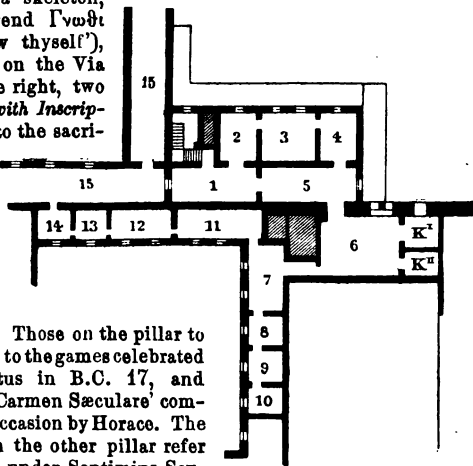 a skeleton,
end Γνωϑι
w thyself'),
on the Via
e right, two
with Inscrip-
to the sacri-
15
2 3 4
15 1 5
14 13 12 11
6 Kᴵ
Kᴵᴵ
7
8
9
10
Those on the pillar to
to the games celebrated
tus in B.C. 17, and
Carmen Sæculare' com-
ccasion by Horace. The
n the other pillar refer